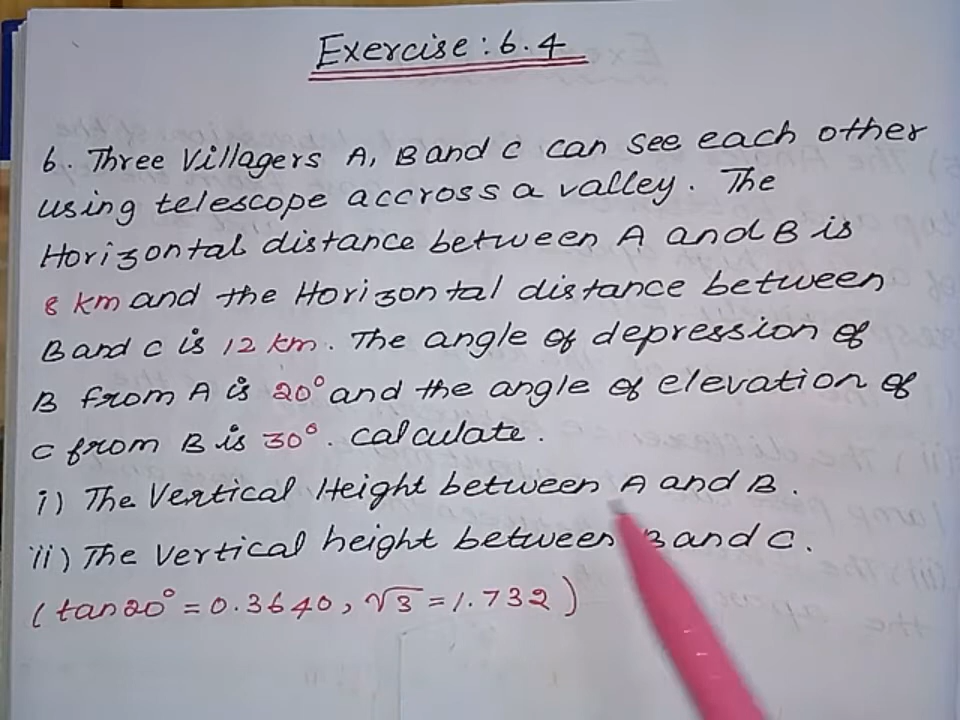 Exercise: 6.4
6. Three Villagers A, B and C can see each other
using telescope accross a valley. The
Horizontal distance between A and B is
8 km and the Horizontal distance between
B and C is 12 km. The angle of depression of
B from A is 20° and the angle of elevation of
C from B is 30°. Calculate.
i) The Vertical Height between A and B.
ii) The Vertical height between B and C.
(tan20° = 0.3640, √3 = 1.732)